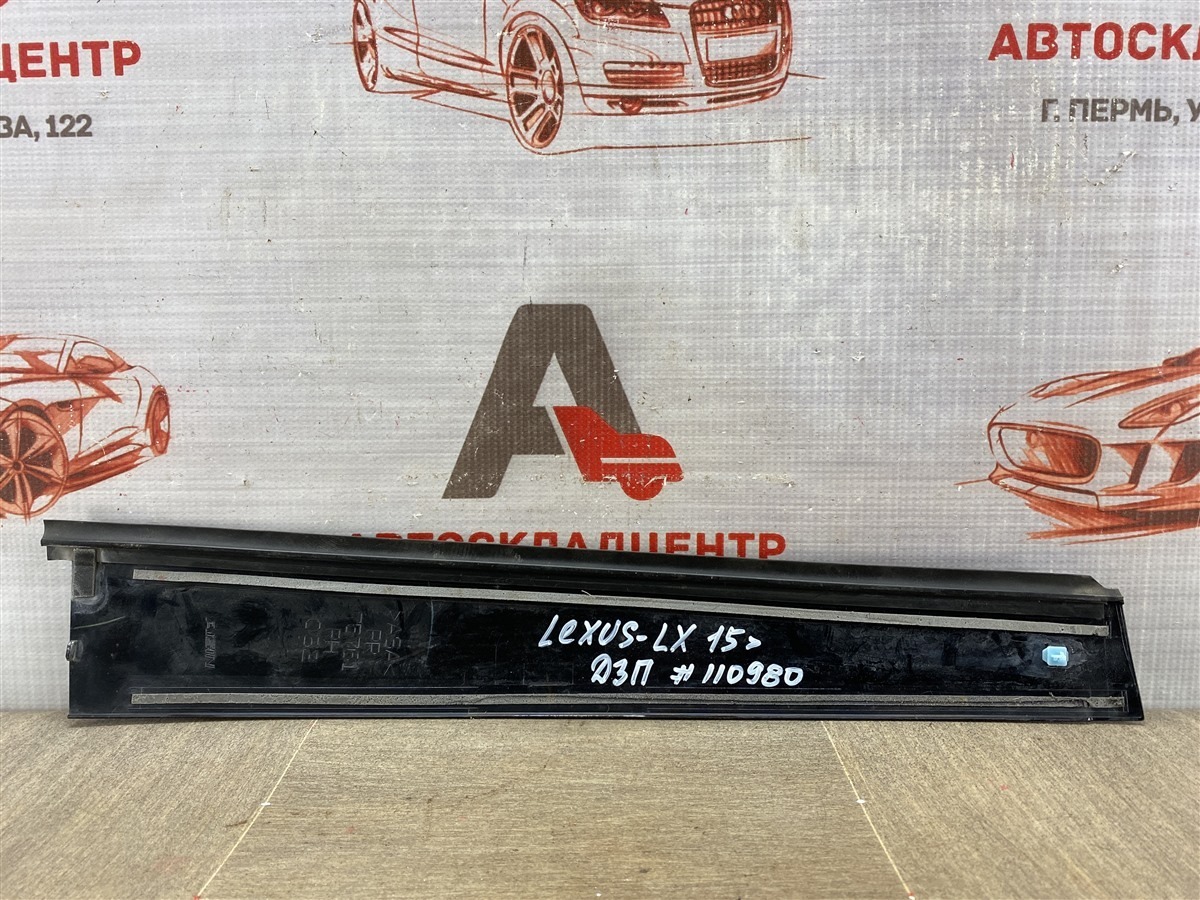 ЦЕНТР
ЗА, 122
АВТОСКЛ
Г. ПЕРМЬ, У
АВТОСКЛАДЦЕНТР
LEXUS-LX 15>
ДЗП #110980